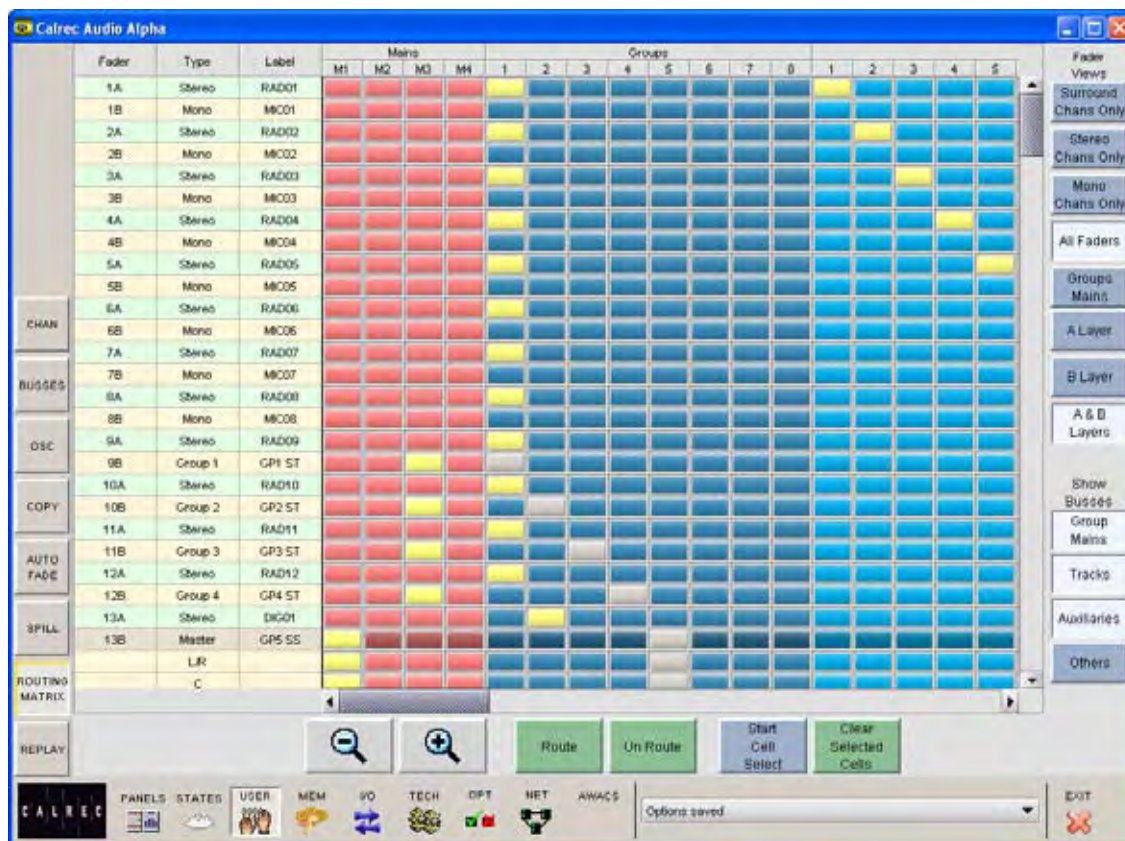 Calrec Audio Alpha
Fader Type Label Mains Groups
M1 M2 M3 M4 1 2 3 4 5 6 7 8 1 2 3 4 5
1A Stereo RAD01
1B Mono MIC01
2A Stereo RAD02
2B Mono MIC02
3A Stereo RAD03
3B Mono MIC03
4A Stereo RAD04
4B Mono MIC04
5A Stereo RAD05
5B Mono MIC05
6A Stereo RAD06
6B Mono MIC06
7A Stereo RAD07
7B Mono MIC07
8A Stereo RAD08
8B Mono MIC08
9A Stereo RAD09
9B Group 1 GP1 ST
10A Stereo RAD10
10B Group 2 GP2 ST
11A Stereo RAD11
11B Group 3 GP3 ST
12A Stereo RAD12
12B Group 4 GP4 ST
13A Stereo DIG01
13B Master GP5 SS
L/R
C
CHAN
BUSSES
OSC
COPY
AUTO
FADE
SPILL
ROUTING
MATRIX
REPLAY
Fader
Views
Surround
Chans Only
Stereo
Chans Only
Mono
Chans Only
All Faders
Groups
Mains
A Layer
B Layer
A & B
Layers
Show
Busses
Group
Mains
Tracks
Auxiliaries
Others
Route
Un Route
Start
Cell
Select
Clear
Selected
Cells
CALREC
PANELS STATES USER MEM I/O TECH OPT NET AWACS
Options saved
EXIT